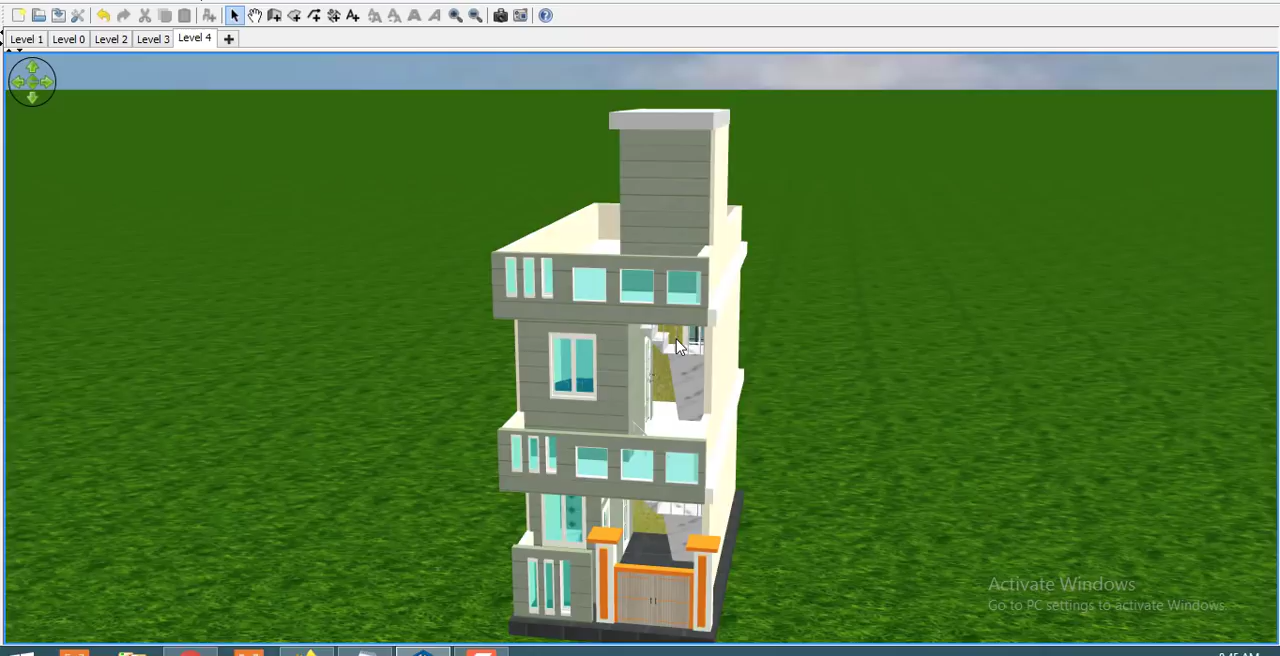 Level 1 Level 0 Level 2 Level 3 Level 4
Activate Windows
Go to PC settings to activate Windows.